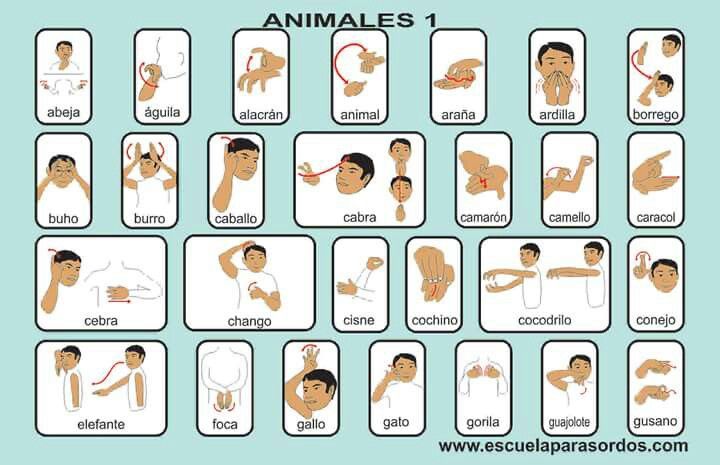 ANIMALES 1
abeja
águila
alacrán
animal
araña
ardilla
borrego
buho
burro
caballo
cabra
camarón
camello
caracol
cebra
chango
cisne
cochino
cocodrilo
conejo
elefante
foca
gallo
gato
gorila
guajolote
gusano
www.escuelaparasordos.com